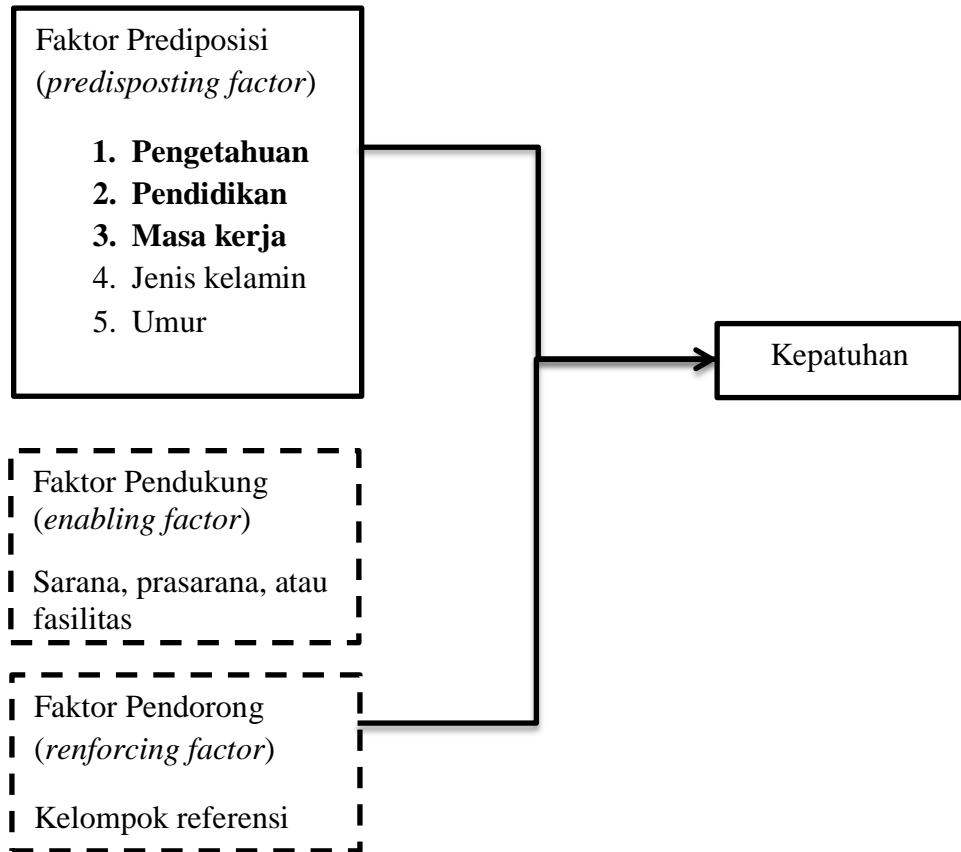 Faktor Prediposisi
(predisposting factor)
1. Pengetahuan
2. Pendidikan
3. Masa kerja
4. Jenis kelamin
5. Umur
Kepatuhan
Faktor Pendukung
(enabling factor)
Sarana, prasarana, atau
fasilitas
Faktor Pendorong
(renforcing factor)
Kelompok referensi